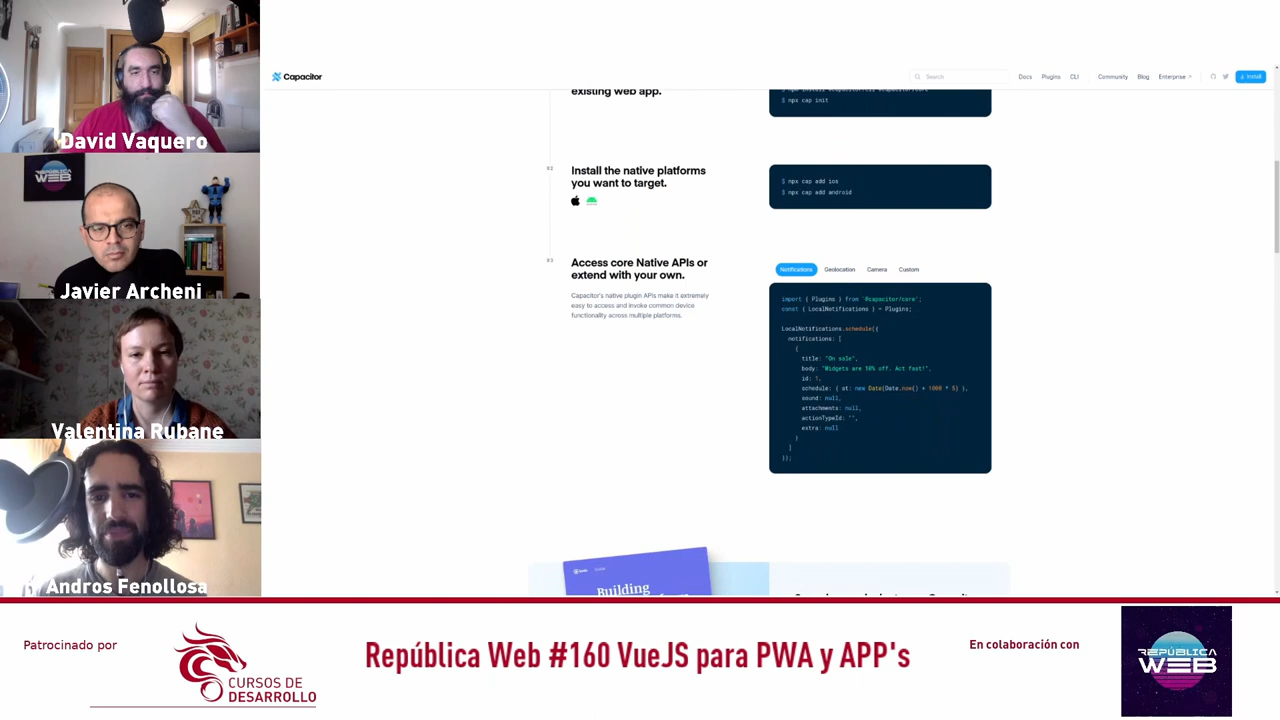 David Vaquero
REPÚBLICA
WEB
Javier Archeni
Valentina Rubane
Andros Fenollosa
Capacitor
Search
Docs
Plugins
CLI
Community
Blog
Enterprise
Install
existing web app.
$ npx cap init
02
Install the native platforms
you want to target.
$ npx cap add ios
$ npx cap add android
03
Access core Native APIs or
extend with your own.
Capacitor's native plugin APIs make it extremely
easy to access and invoke common device
functionality across multiple platforms.
Notifications
Geolocation
Camera
Custom
import { Plugins } from '@capacitor/core';
const { LocalNotifications } = Plugins;
LocalNotifications.schedule({
notifications: [
{
title: "On sale",
body: "Widgets are 10% off. Act fast!",
id: 1,
schedule: { at: new Date(Date.now() + 1000 * 5) },
sound: null,
attachments: null,
actionTypeId: "",
extra: null
}
]
});
Building
Patrocinado por
CURSOS DE
DESARROLLO
República Web #160 VueJS para PWA y APP's
En colaboración con
REPÚBLICA
WEB